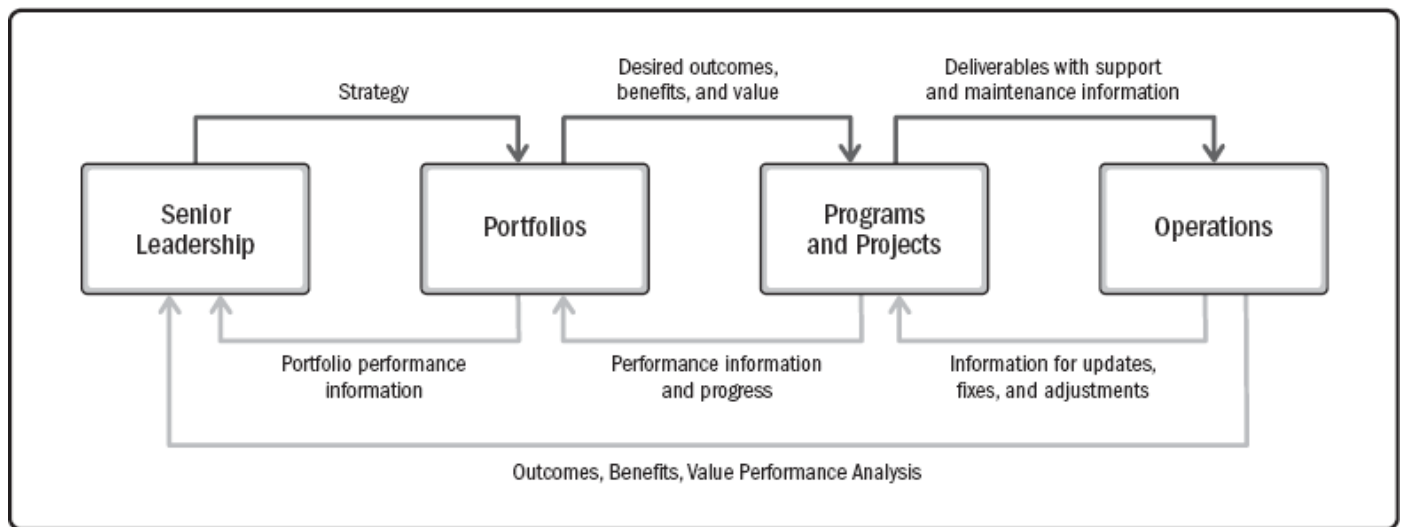 Strategy
Desired outcomes,
benefits, and value
Deliverables with support
and maintenance information
Senior
Leadership
Portfolios
Programs
and Projects
Operations
Portfolio performance
information
Performance information
and progress
Information for updates,
fixes, and adjustments
Outcomes, Benefits, Value Performance Analysis